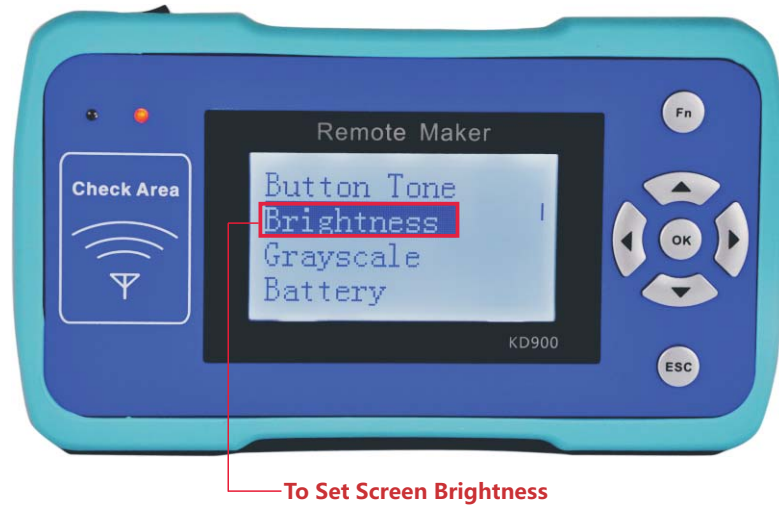 Remote Maker
Fn
Check Area
Button Tone
Brightness
Grayscale
Battery
OK
KD900
ESC
To Set Screen Brightness